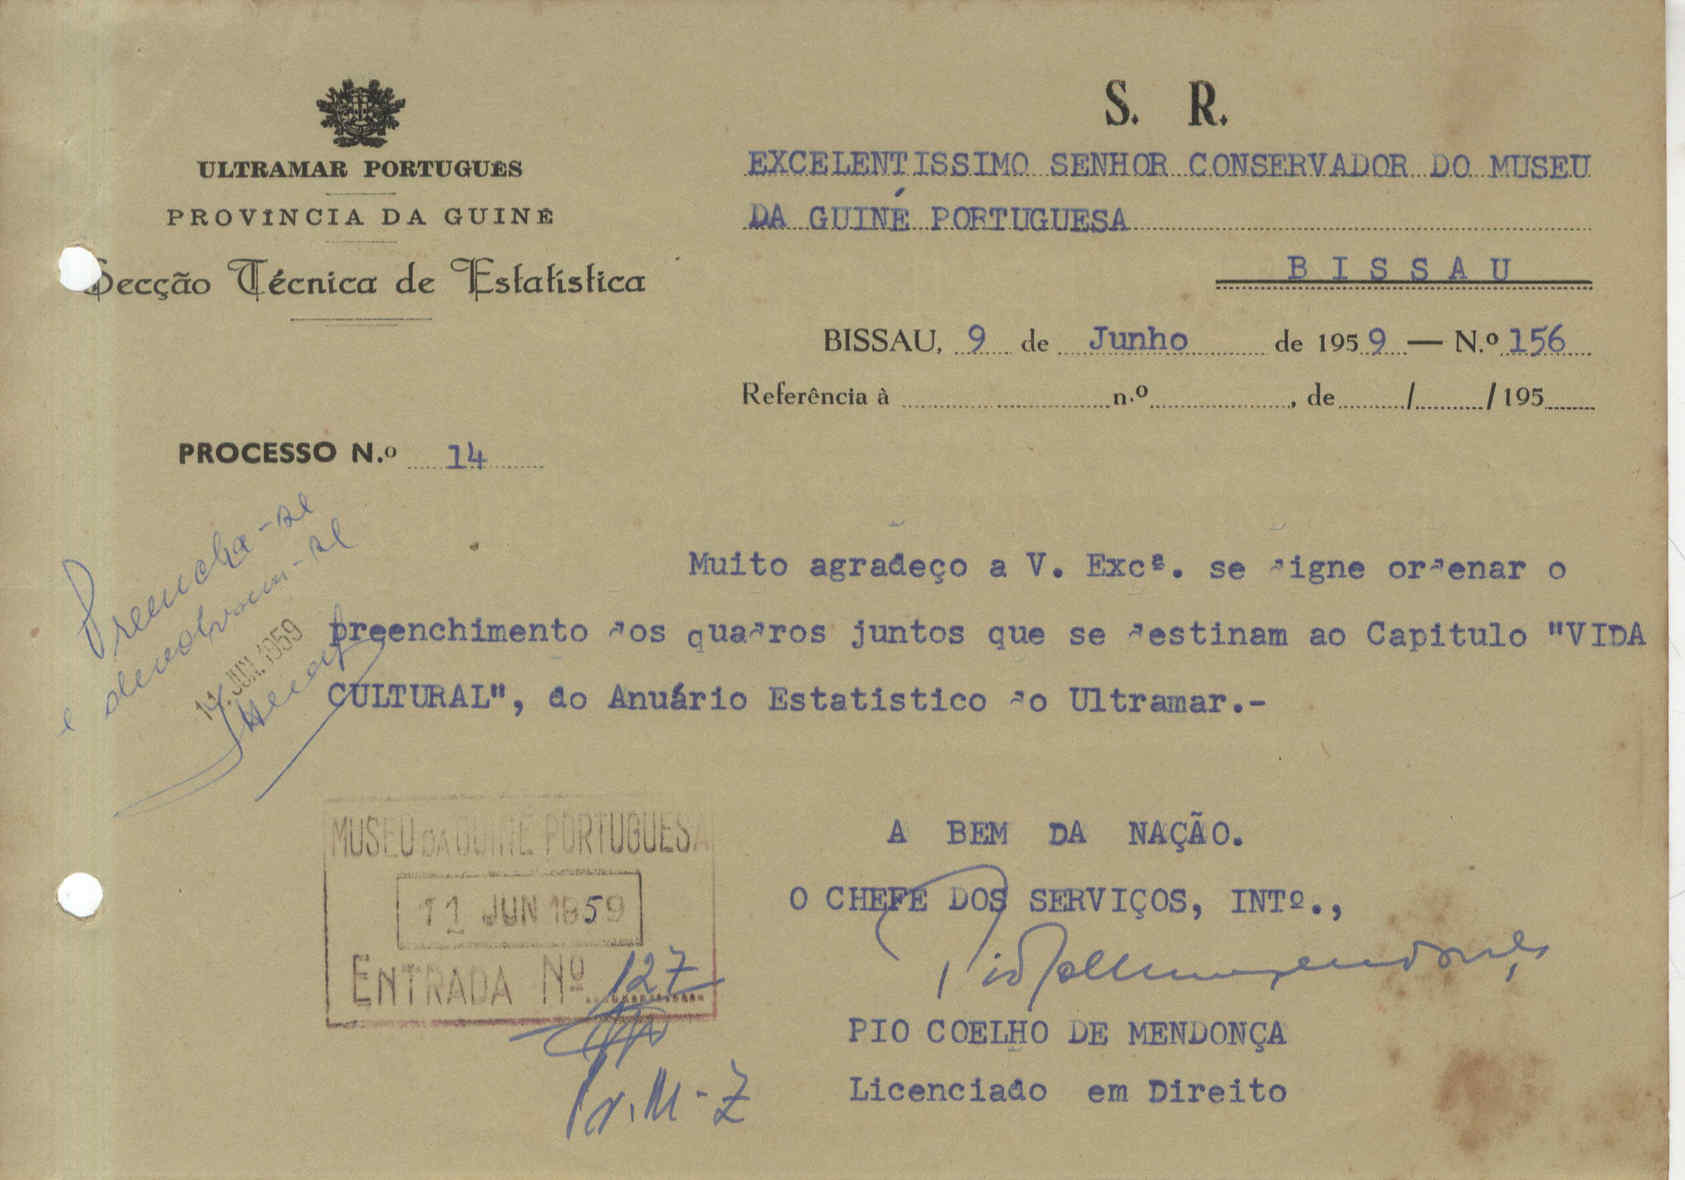 ULTRAMAR PORTUGUÊS
PROVÍNCIA DA GUINÉ
Secção Técnica de Estatística
S. R.
EXCELENTISSIMO SENHOR CONSERVADOR DO MUSEU
DA GUINÉ PORTUGUESA
BISSAU
BISSAU, 9 de Junho de 1959 — N.º 156
Referência à n.º , de / / 195
PROCESSO N.º 14
Preencha-se
e devolvam-se
11. JUN. 1959
Muito agradeço a V. Excª. se digne ordenar o
preenchimento dos quadros juntos que se destinam ao Capitulo "VIDA
CULTURAL", do Anuário Estatistico do Ultramar.-
A BEM DA NAÇÃO.
O CHEFE DOS SERVIÇOS, INTº.,
PIO COELHO DE MENDONÇA
Licenciado em Direito
MUSEU DA GUINÉ PORTUGUESA
11 JUN 1959
ENTRADA Nº 127